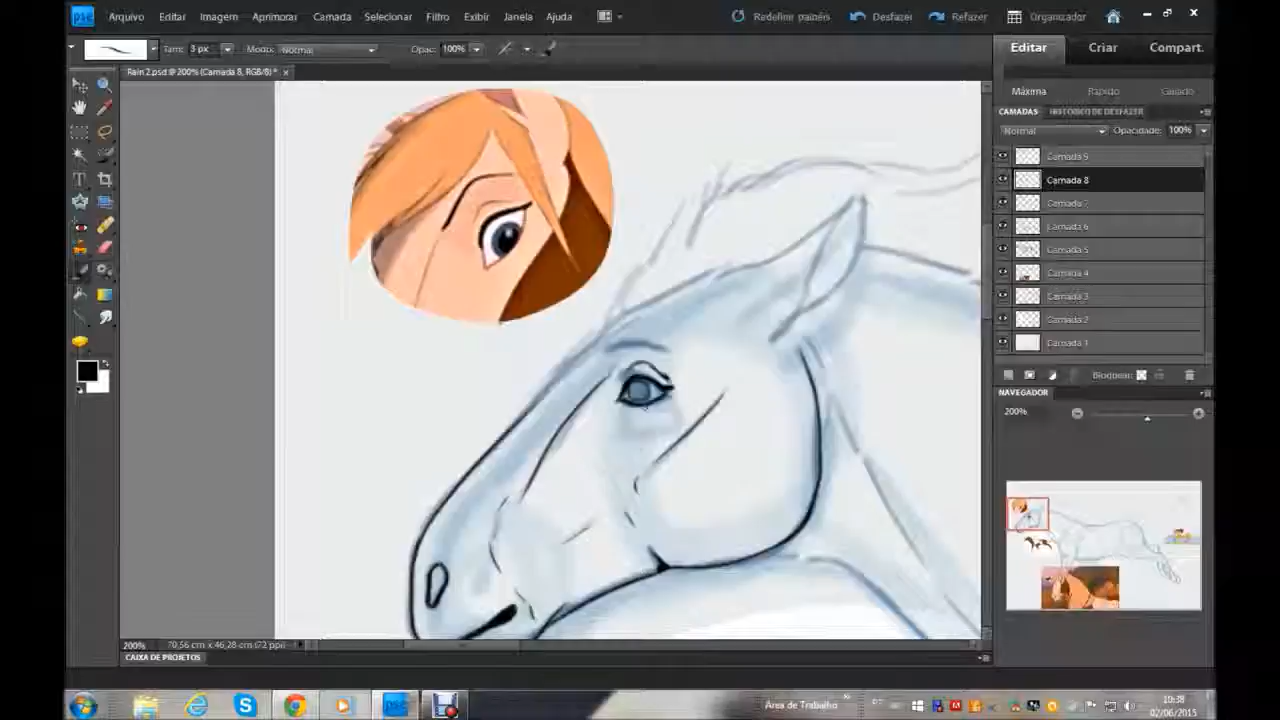 pse Arquivo Editar Imagem Aprimorar Camada Selecionar Filtro Exibir Janela Ajuda Redefinir painéis Desfazer Refazer Organizador
Tam: 3 px Modo: Normal Opac: 100% Editar Criar Compart.
Rain 2.psd @ 200% (Camada 8, RGB/8) * x
Máxima Rápido Guiado
CAMADAS HISTÓRICO DE DESFAZER
Normal Opacidade: 100%
Camada 9
Camada 8
Camada 7
Camada 6
Camada 5
Camada 4
Camada 3
Camada 2
Camada 1
Bloquear:
NAVEGADOR
200%
200% 70,56 cm x 46,28 cm (72 ppi)
CAIXA DE PROJETOS
pse Área de Trabalho » PT 10:38
02/06/2015